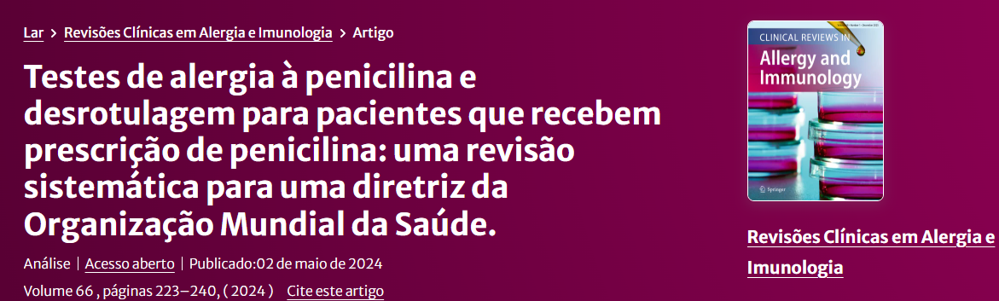 Lar > Revisões Clínicas em Alergia e Imunologia > Artigo
Testes de alergia à penicilina e
desrotulagem para pacientes que recebem
prescrição de penicilina: uma revisão
sistemática para uma diretriz da
Organização Mundial da Saúde.
Análise | Acesso aberto | Publicado:02 de maio de 2024
Volume 66 , páginas 223–240, ( 2024 ) Cite este artigo
CLINICAL REVIEWS IN
Allergy and
Immunology
Springer
Revisões Clínicas em Alergia e
Imunologia